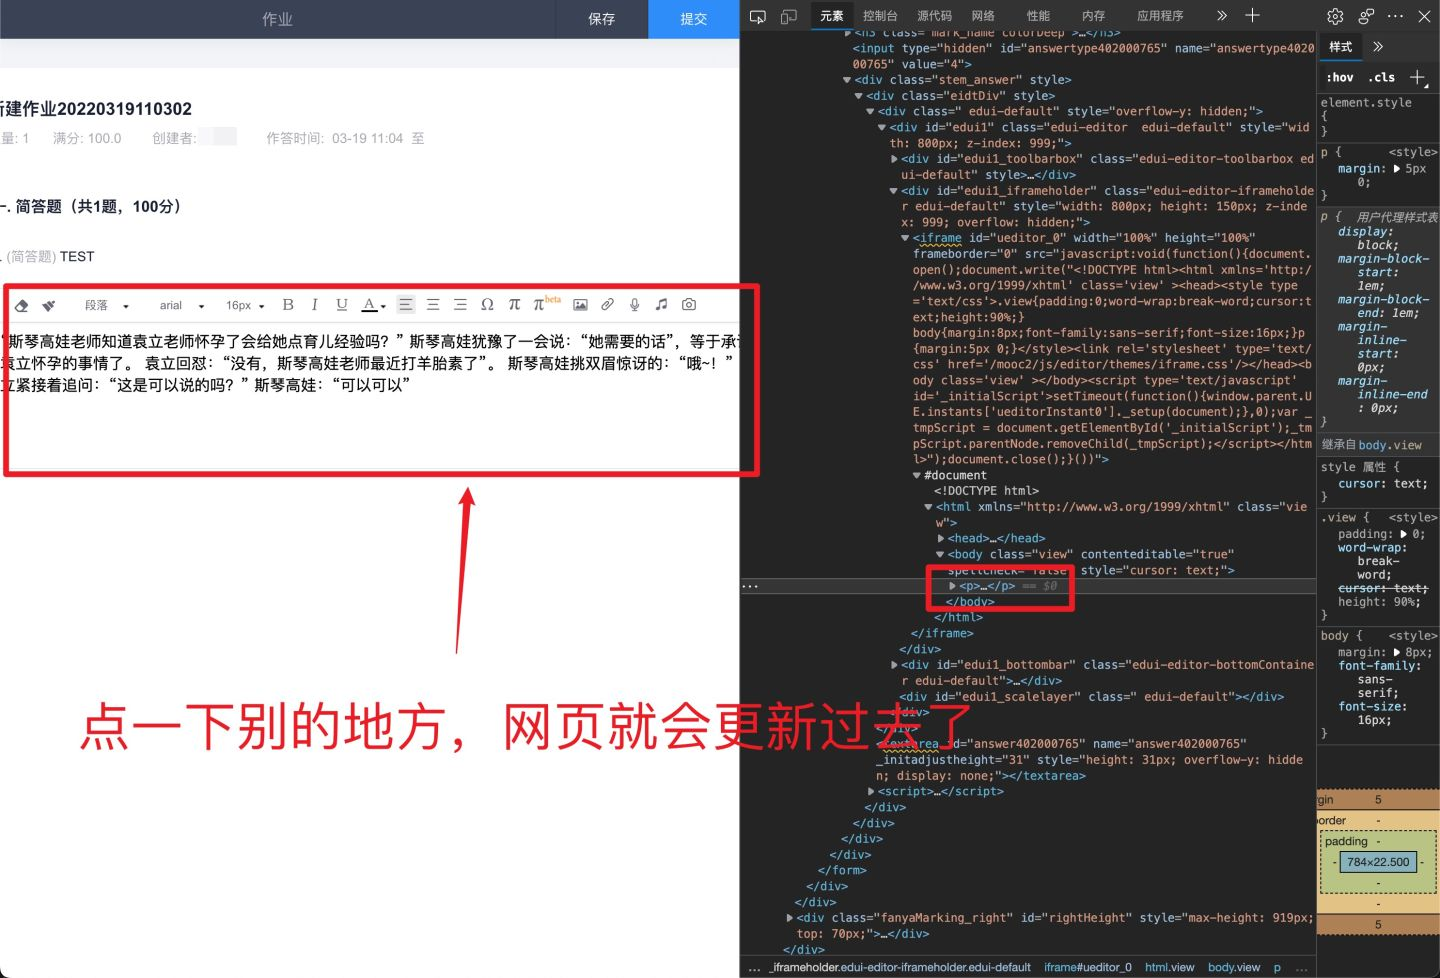 作业
保存
提交
新建作业20220319110302
量: 1 满分: 100.0 创建者: 作答时间: 03-19 11:04 至
一. 简答题（共1题，100分）
. (简答题) TEST
段落 arial 16px B I U A Ω π πbeta
“斯琴高娃老师知道袁立老师怀孕了会给她点育儿经验吗？” 斯琴高娃犹豫了一会说：“她需要的话”，等于承认
袁立怀孕的事情了。 袁立回怼：“没有，斯琴高娃老师最近打羊胎素了”。 斯琴高娃挑双眉惊讶的：“哦~！”
立紧接着追问：“这是可以说的吗？” 斯琴高娃：“可以可以”
点一下别的地方，网页就会更新过去了
元素 控制台 源代码 网络 性能 内存 应用程序
<h3 class="mark_name colorDeep">…</h3>
<input type="hidden" id="answertype402000765" name="answertype402
000765" value="4">
<div class="stem_answer" style>
<div class="eidtDiv" style>
<div class=" edui-default" style="overflow-y: hidden;">
<div id="edui1" class="edui-editor  edui-default" style="wid
th: 800px; z-index: 999;">
<div id="edui1_toolbarbox" class="edui-editor-toolbarbox ed
ui-default" style>…</div>
<div id="edui1_iframeholder" class="edui-editor-iframeholde
r edui-default" style="width: 800px; height: 150px; z-inde
x: 999; overflow: hidden;">
<iframe id="ueditor_0" width="100%" height="100%"
frameborder="0" src="javascript:void(function(){document.
open();document.write("<!DOCTYPE html><html xmlns='http:/
/www.w3.org/1999/xhtml' class='view' ><head><style type
='text/css'>.view{padding:0;word-wrap:break-word;cursor:t
ext;height:90%;}
body{margin:8px;font-family:sans-serif;font-size:16px;}p
{margin:5px 0;}</style><link rel='stylesheet' type='text/
css' href='/mooc2/js/editor/themes/iframe.css'/></head><b
ody class='view' ></body><script type='text/javascript'
id='_initialScript'>setTimeout(function(){window.parent.U
E.instants['ueditorInstant0']._setup(document);},0);var _
tmpScript = document.getElementById('_initialScript');_tm
pScript.parentNode.removeChild(_tmpScript);</script></htm
l>");document.close();}())">
#document
<!DOCTYPE html>
<html xmlns="http://www.w3.org/1999/xhtml" class="vie
w">
<head>…</head>
<body class="view" contenteditable="true"
spellcheck="false" style="cursor: text;">
<p>…</p> == $0
</body>
</html>
</iframe>
</div>
<div id="edui1_bottombar" class="edui-editor-bottomContaine
r edui-default">…</div>
<div id="edui1_scalelayer" class=" edui-default"></div>
</div>
</div>
<textarea id="answer402000765" name="answer402000765"
_initadjustheight="31" style="height: 31px; overflow-y: hidde
n; display: none;"></textarea>
<script>…</script>
</div>
</div>
</div>
</div>
</form>
</div>
</div>
<div class="fanyaMarking_right" id="rightHeight" style="max-height: 919px;
top: 70px;">…</div>
</div>
… _iframeholder.edui-editor-iframeholder.edui-default iframe#ueditor_0 html.view body.view p …
样式
:hov .cls
element.style
{
}
p { <style>
margin: 5px
0;
}
p { 用户代理样式表
display:
block;
margin-block-
start:
1em;
margin-block-
end: 1em;
margin-
inline-
start:
0px;
margin-
inline-end
: 0px;
}
继承自 body.view
style 属性 {
cursor: text;
}
.view { <style>
padding: 0;
word-wrap:
break-
word;
cursor: text;
height: 90%;
}
body { <style>
margin: 8px;
font-family:
sans-
serif;
font-size:
16px;
}
rgin 5
border -
padding -
- 784×22.500 -
-
-
5